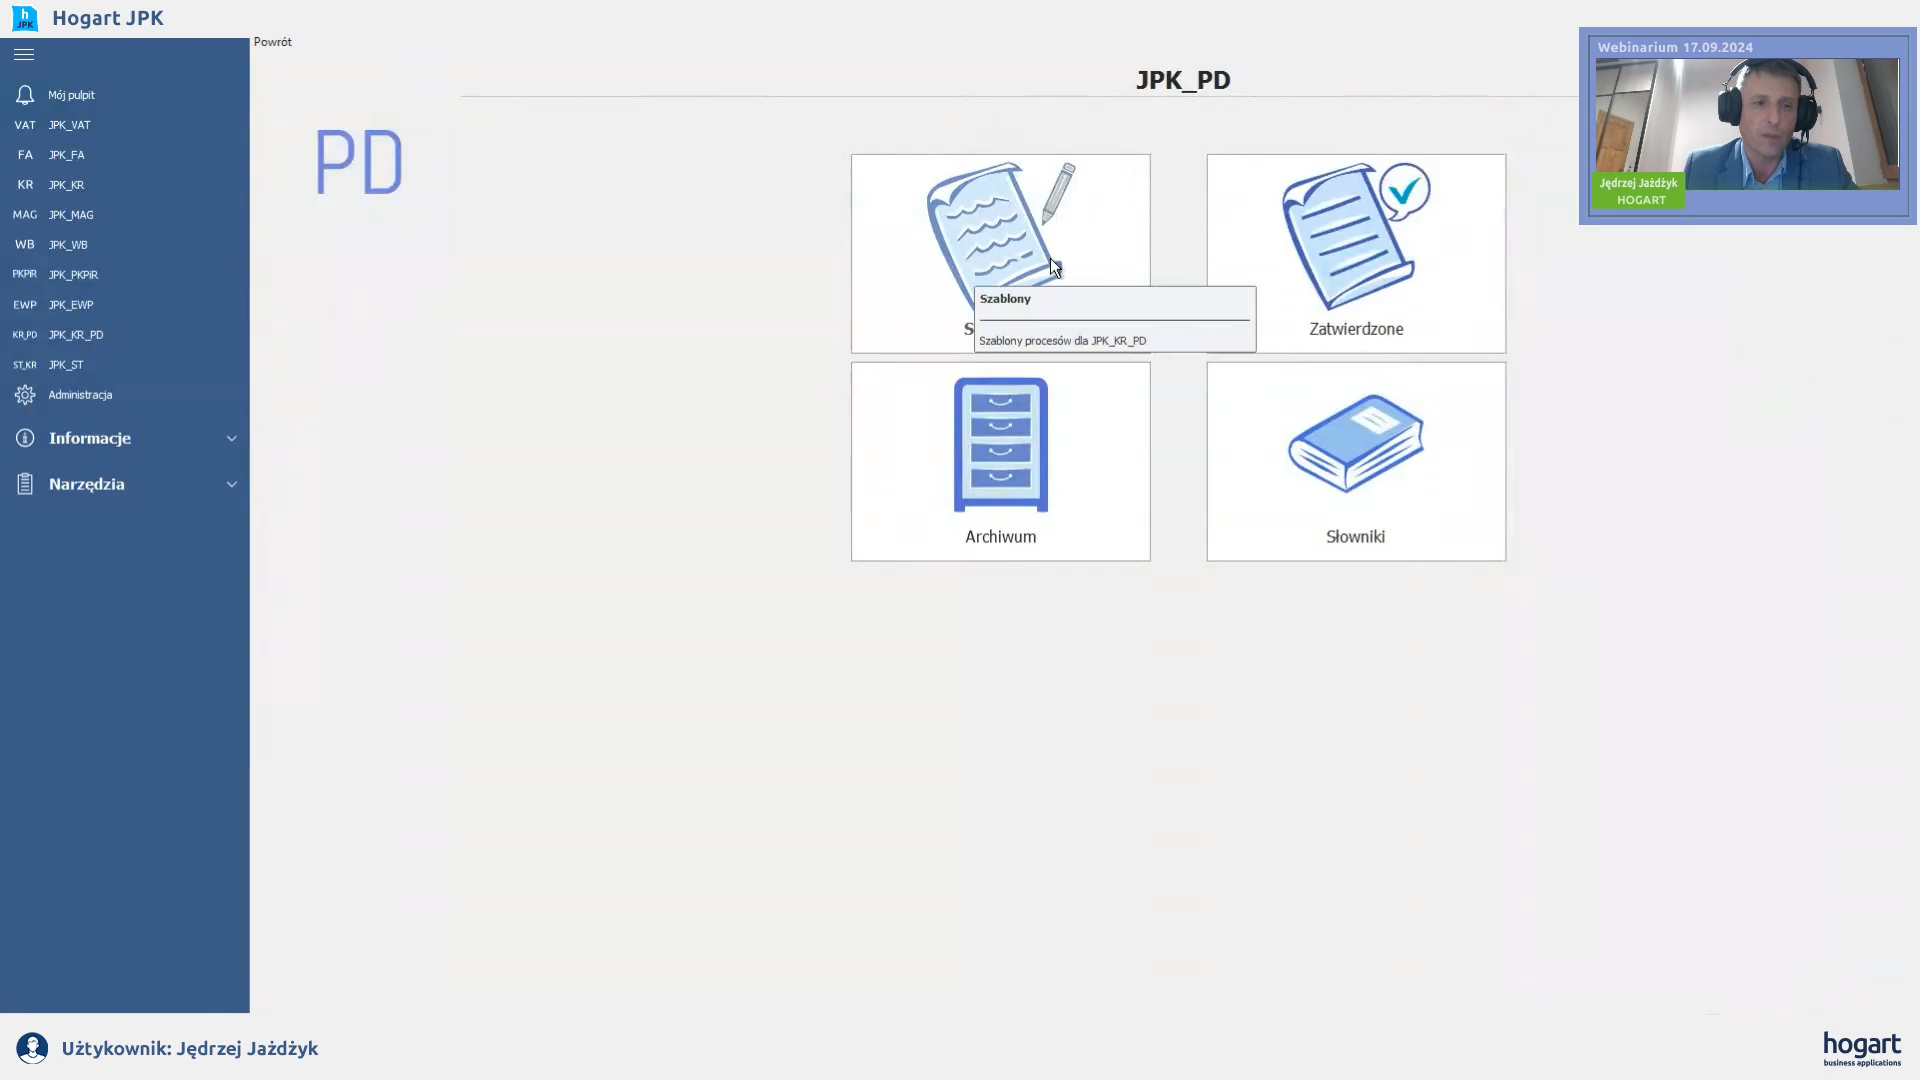 Hogart JPK
Powrót
Webinarium 17.09.2024
JPK_PD
Mój pulpit
VAT JPK_VAT
FA JPK_FA
KR JPK_KR
MAG JPK_MAG
WB JPK_WB
PKPiR JPK_PKPiR
EWP JPK_EWP
KR_PD JPK_KR_PD
ST_KR JPK_ST
Administracja
Informacje
Narzędzia
PD
Jędrzej Jażdżyk
HOGART
Szablony
Szablony procesów dla JPK_KR_PD
S
Zatwierdzone
Archiwum
Słowniki
Użtykownik: Jędrzej Jażdżyk
hogart
business applications
h
JPK